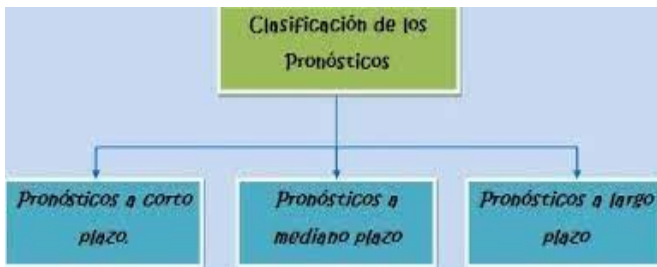 Clasificación de los
Pronósticos
Pronósticos a corto
plazo.
Pronósticos a
mediano plazo
Pronósticos a largo
plazo